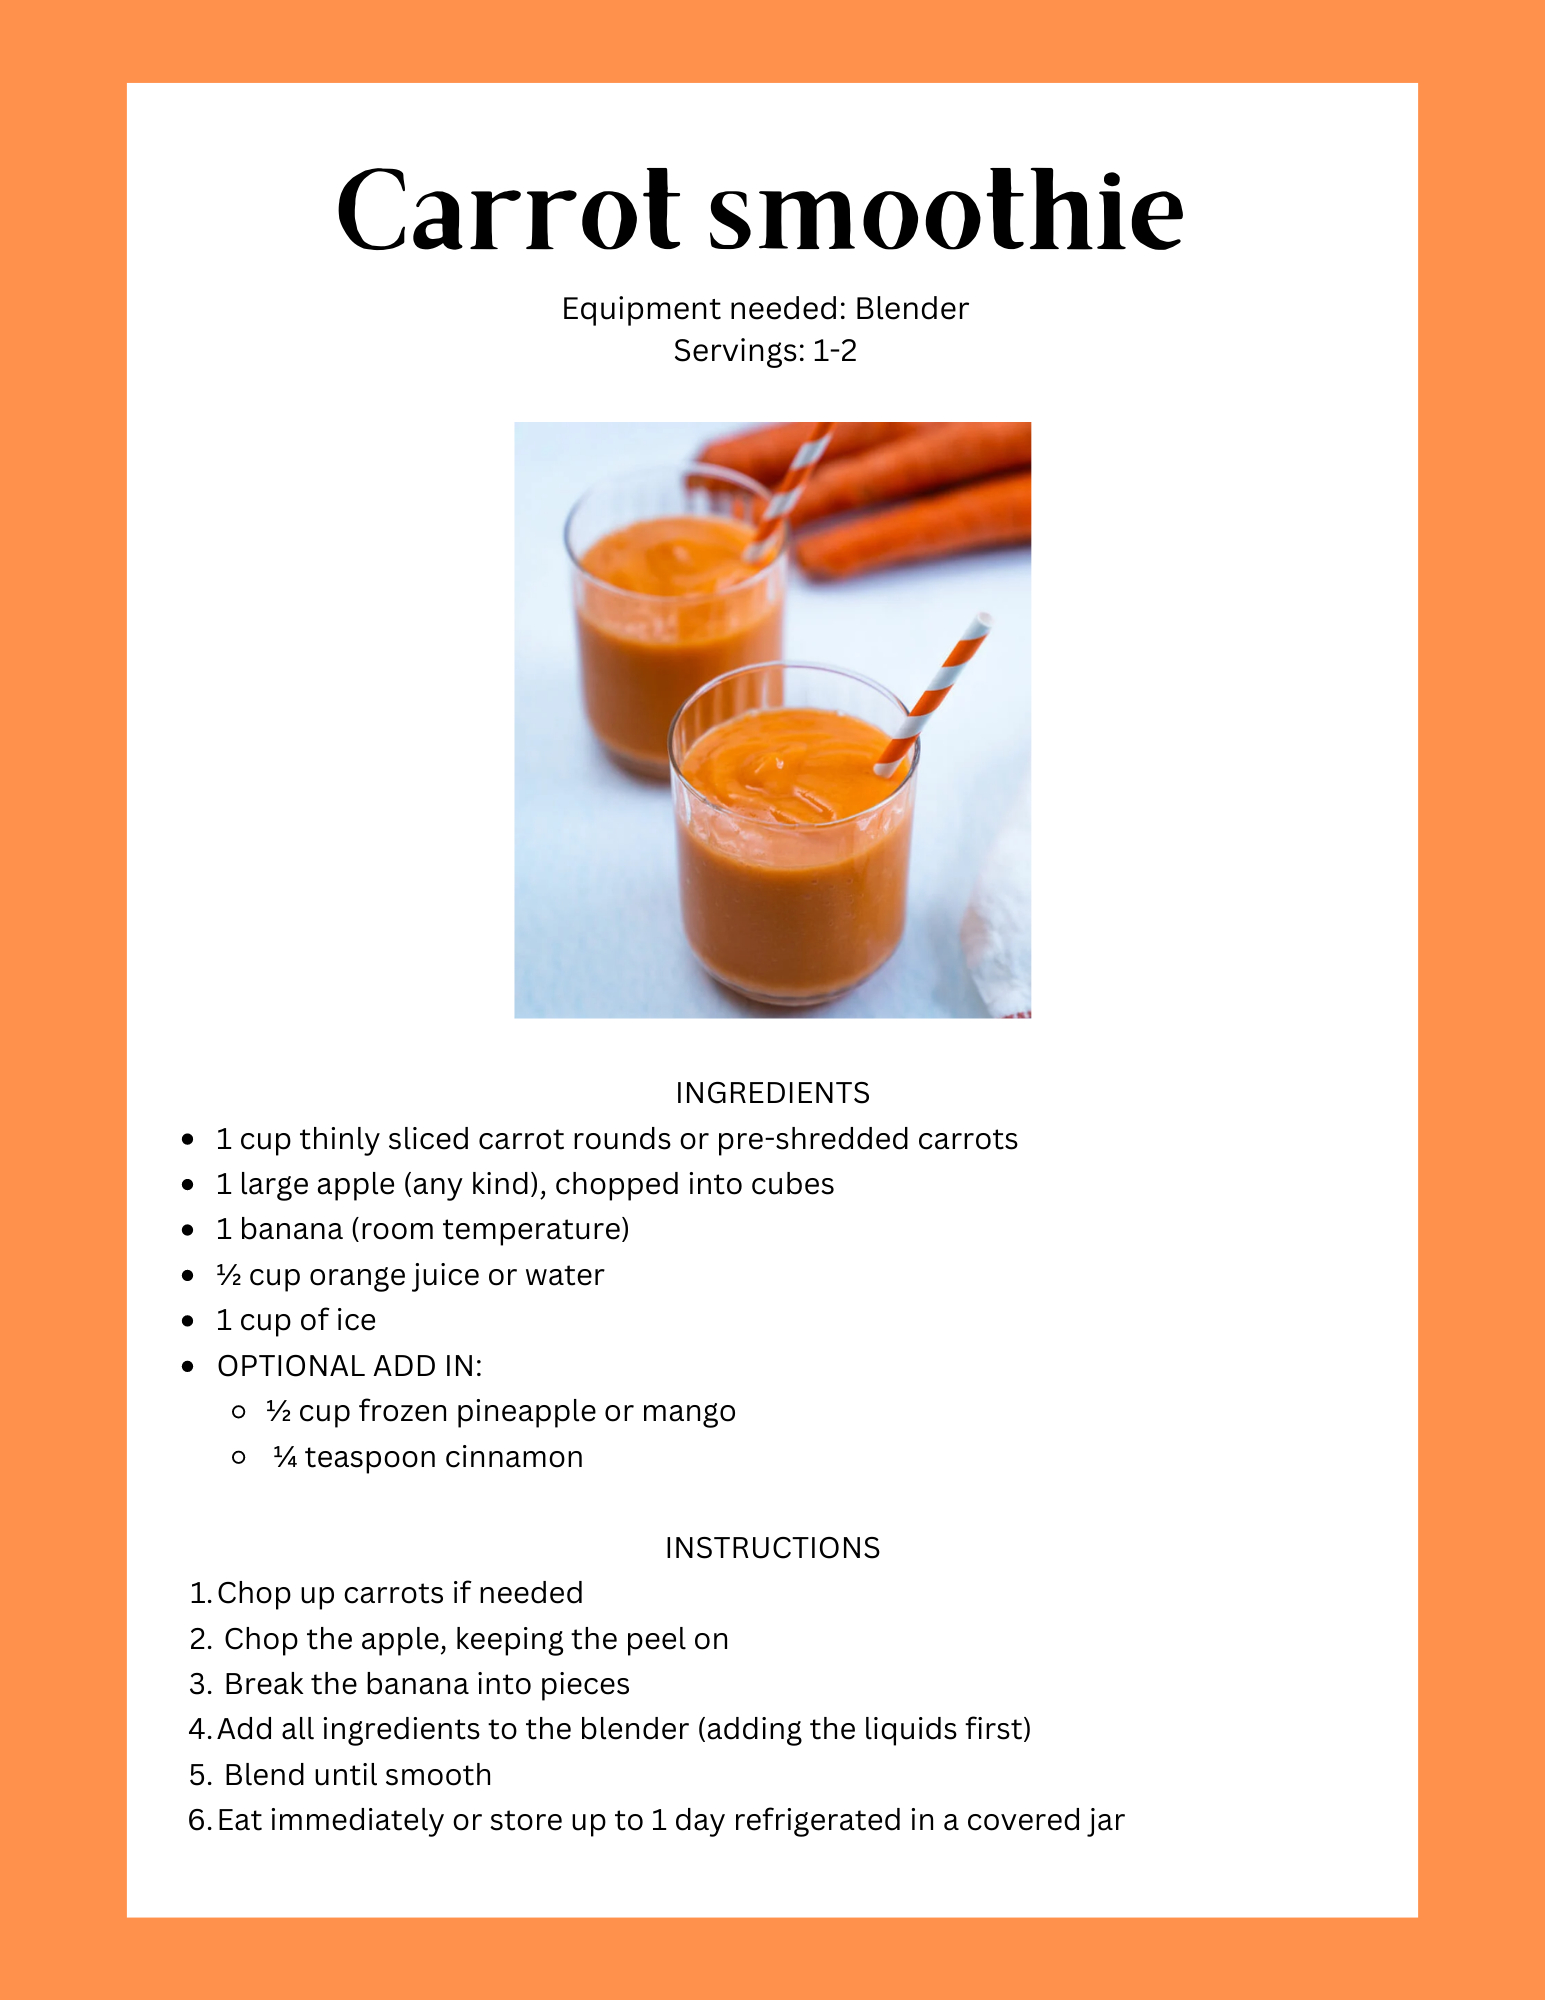 Carrot smoothie
Equipment needed: Blender
Servings: 1-2
INGREDIENTS
• 1 cup thinly sliced carrot rounds or pre-shredded carrots
• 1 large apple (any kind), chopped into cubes
• 1 banana (room temperature)
• ½ cup orange juice or water
• 1 cup of ice
• OPTIONAL ADD IN:
◦ ½ cup frozen pineapple or mango
◦ ¼ teaspoon cinnamon
INSTRUCTIONS
1. Chop up carrots if needed
2. Chop the apple, keeping the peel on
3. Break the banana into pieces
4. Add all ingredients to the blender (adding the liquids first)
5. Blend until smooth
6. Eat immediately or store up to 1 day refrigerated in a covered jar